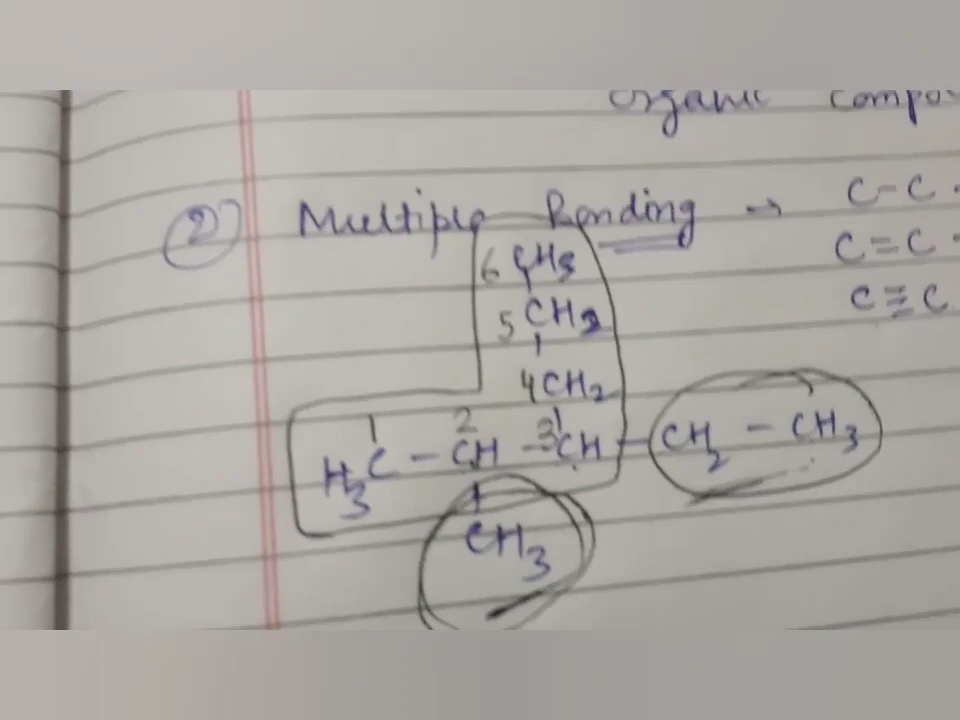 Organic Compo
2) Multiple Bonding → C-C
C=C
C≡C
6 CH3
5 CH2
4 CH2
1 2 3
H3C - CH - CH - CH2 - CH3
CH3